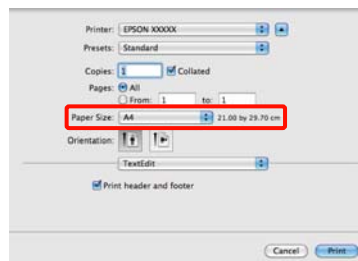 Printer: EPSON XXXXX
Presets: Standard
Copies: 1 Collated
Pages: All
From: 1 to: 1
Paper Size: A4 21.00 by 29.70 cm
Orientation:
TextEdit
Print header and footer
Cancel Print